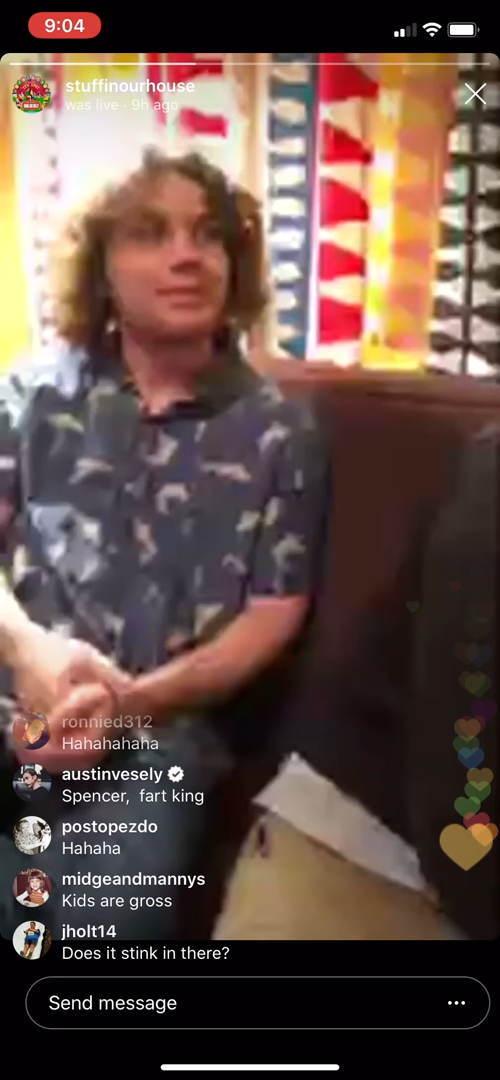 9:04
stuffinourhouse
was live · 9h ago
ronnied312
Hahahahaha
austinvesely
Spencer, fart king
postopezdo
Hahaha
midgeandmannys
Kids are gross
jholt14
Does it stink in there?
Send message